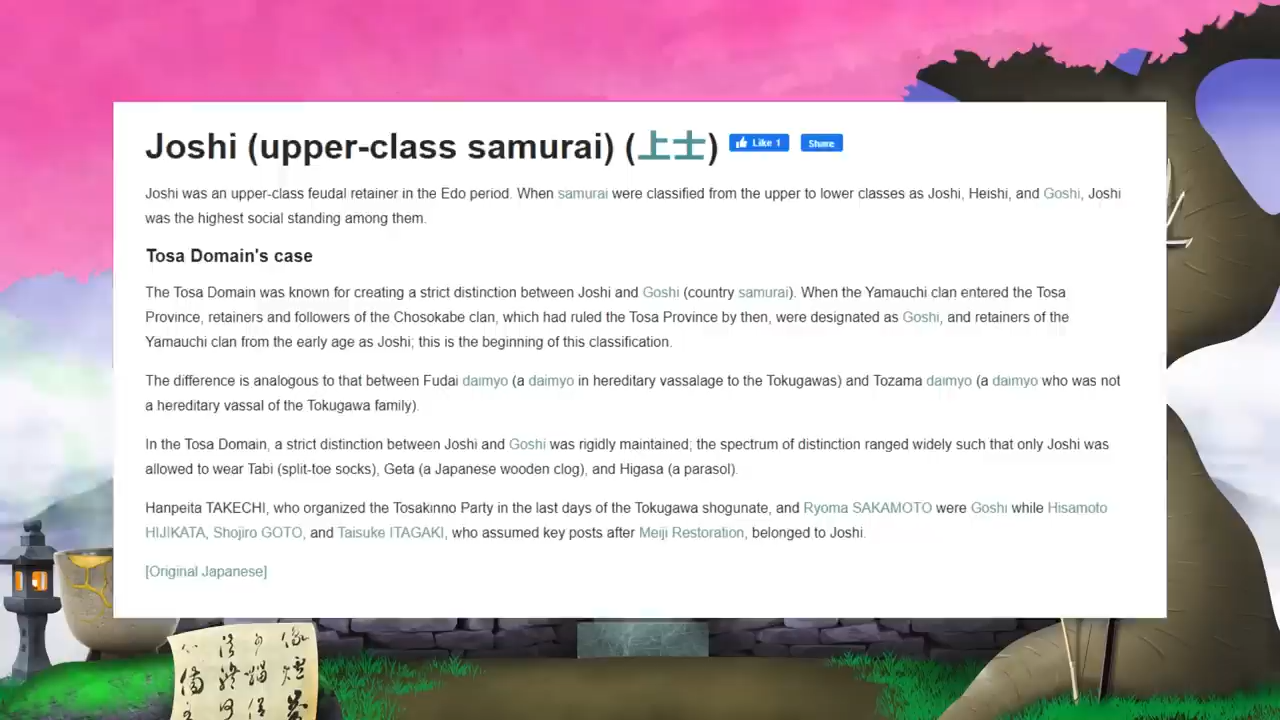 Joshi (upper-class samurai) (上士) Like 1 Share
Joshi was an upper-class feudal retainer in the Edo period. When samurai were classified from the upper to lower classes as Joshi, Heishi, and Goshi, Joshi
was the highest social standing among them.
Tosa Domain's case
The Tosa Domain was known for creating a strict distinction between Joshi and Goshi (country samurai). When the Yamauchi clan entered the Tosa
Province, retainers and followers of the Chosokabe clan, which had ruled the Tosa Province by then, were designated as Goshi, and retainers of the
Yamauchi clan from the early age as Joshi; this is the beginning of this classification.
The difference is analogous to that between Fudai daimyo (a daimyo in hereditary vassalage to the Tokugawas) and Tozama daimyo (a daimyo who was not
a hereditary vassal of the Tokugawa family).
In the Tosa Domain, a strict distinction between Joshi and Goshi was rigidly maintained; the spectrum of distinction ranged widely such that only Joshi was
allowed to wear Tabi (split-toe socks), Geta (a Japanese wooden clog), and Higasa (a parasol).
Hanpeita TAKECHI, who organized the Tosakinno Party in the last days of the Tokugawa shogunate, and Ryoma SAKAMOTO were Goshi while Hisamoto
HIJIKATA, Shojiro GOTO, and Taisuke ITAGAKI, who assumed key posts after Meiji Restoration, belonged to Joshi.
[Original Japanese]